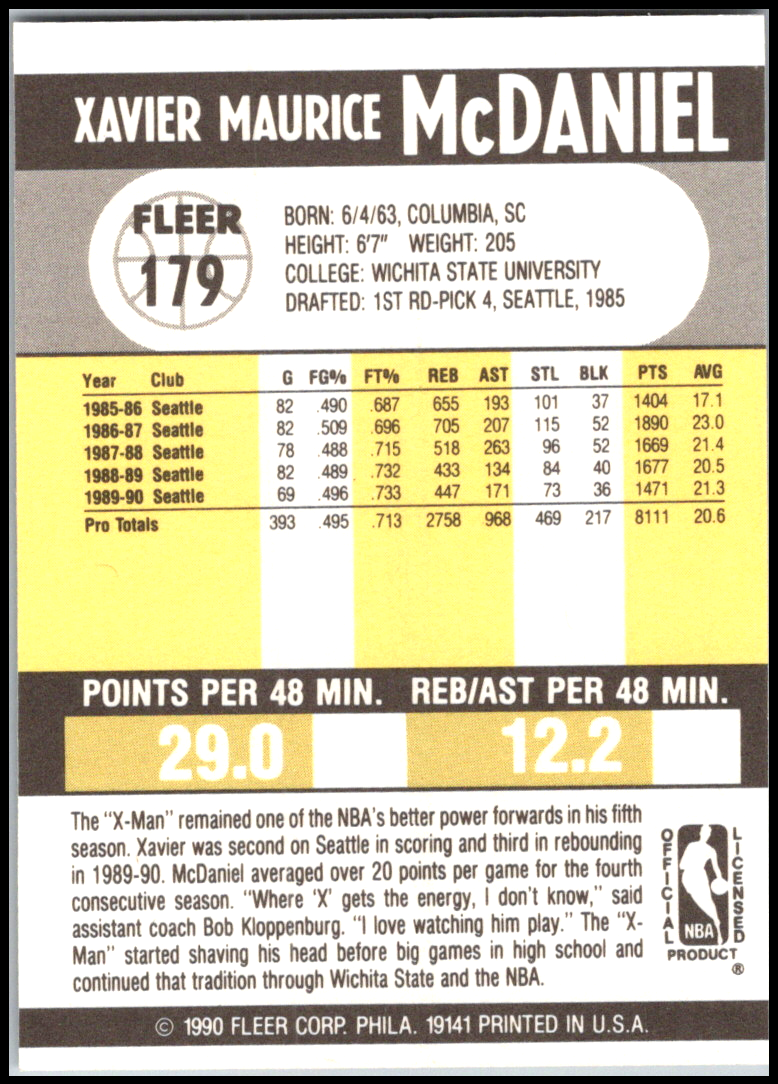 XAVIER MAURICE McDANIEL
FLEER
179
BORN: 6/4/63, COLUMBIA, SC
HEIGHT: 6'7" WEIGHT: 205
COLLEGE: WICHITA STATE UNIVERSITY
DRAFTED: 1ST RD-PICK 4, SEATTLE, 1985
Year Club G FG% FT% REB AST STL BLK PTS AVG
1985-86 Seattle 82 .490 .687 655 193 101 37 1404 17.1
1986-87 Seattle 82 .509 .696 705 207 115 52 1890 23.0
1987-88 Seattle 78 .488 .715 518 263 96 52 1669 21.4
1988-89 Seattle 82 .489 .732 433 134 84 40 1677 20.5
1989-90 Seattle 69 .496 .733 447 171 73 36 1471 21.3
Pro Totals 393 .495 .713 2758 968 469 217 8111 20.6
POINTS PER 48 MIN. REB/AST PER 48 MIN.
29.0 12.2
The "X-Man" remained one of the NBA's better power forwards in his fifth
season. Xavier was second on Seattle in scoring and third in rebounding
in 1989-90. McDaniel averaged over 20 points per game for the fourth
consecutive season. "Where 'X' gets the energy, I don't know," said
assistant coach Bob Kloppenburg. "I love watching him play." The "X-
Man" started shaving his head before big games in high school and
continued that tradition through Wichita State and the NBA.
OFFICIAL
LICENSED
NBA
PRODUCT
®
© 1990 FLEER CORP. PHILA. 19141 PRINTED IN U.S.A.